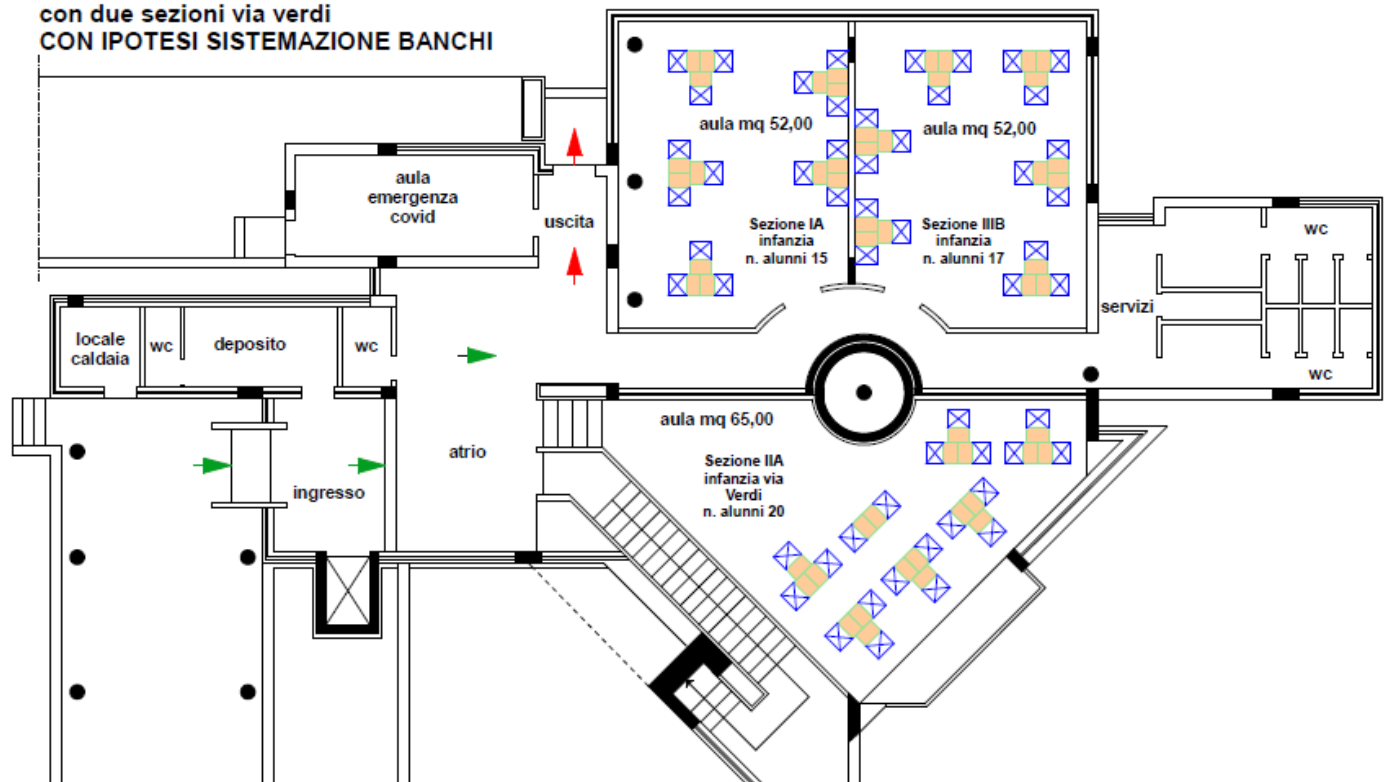 con due sezioni via verdi
CON IPOTESI SISTEMAZIONE BANCHI
aula mq 52,00
aula mq 52,00
aula
emergenza
covid
uscita
Sezione IA
infanzia
n. alunni 15
Sezione IIIB
infanzia
n. alunni 17
wc
servizi
wc
locale
caldaia
wc
deposito
wc
aula mq 65,00
atrio
Sezione IIA
infanzia via
Verdi
n. alunni 20
ingresso